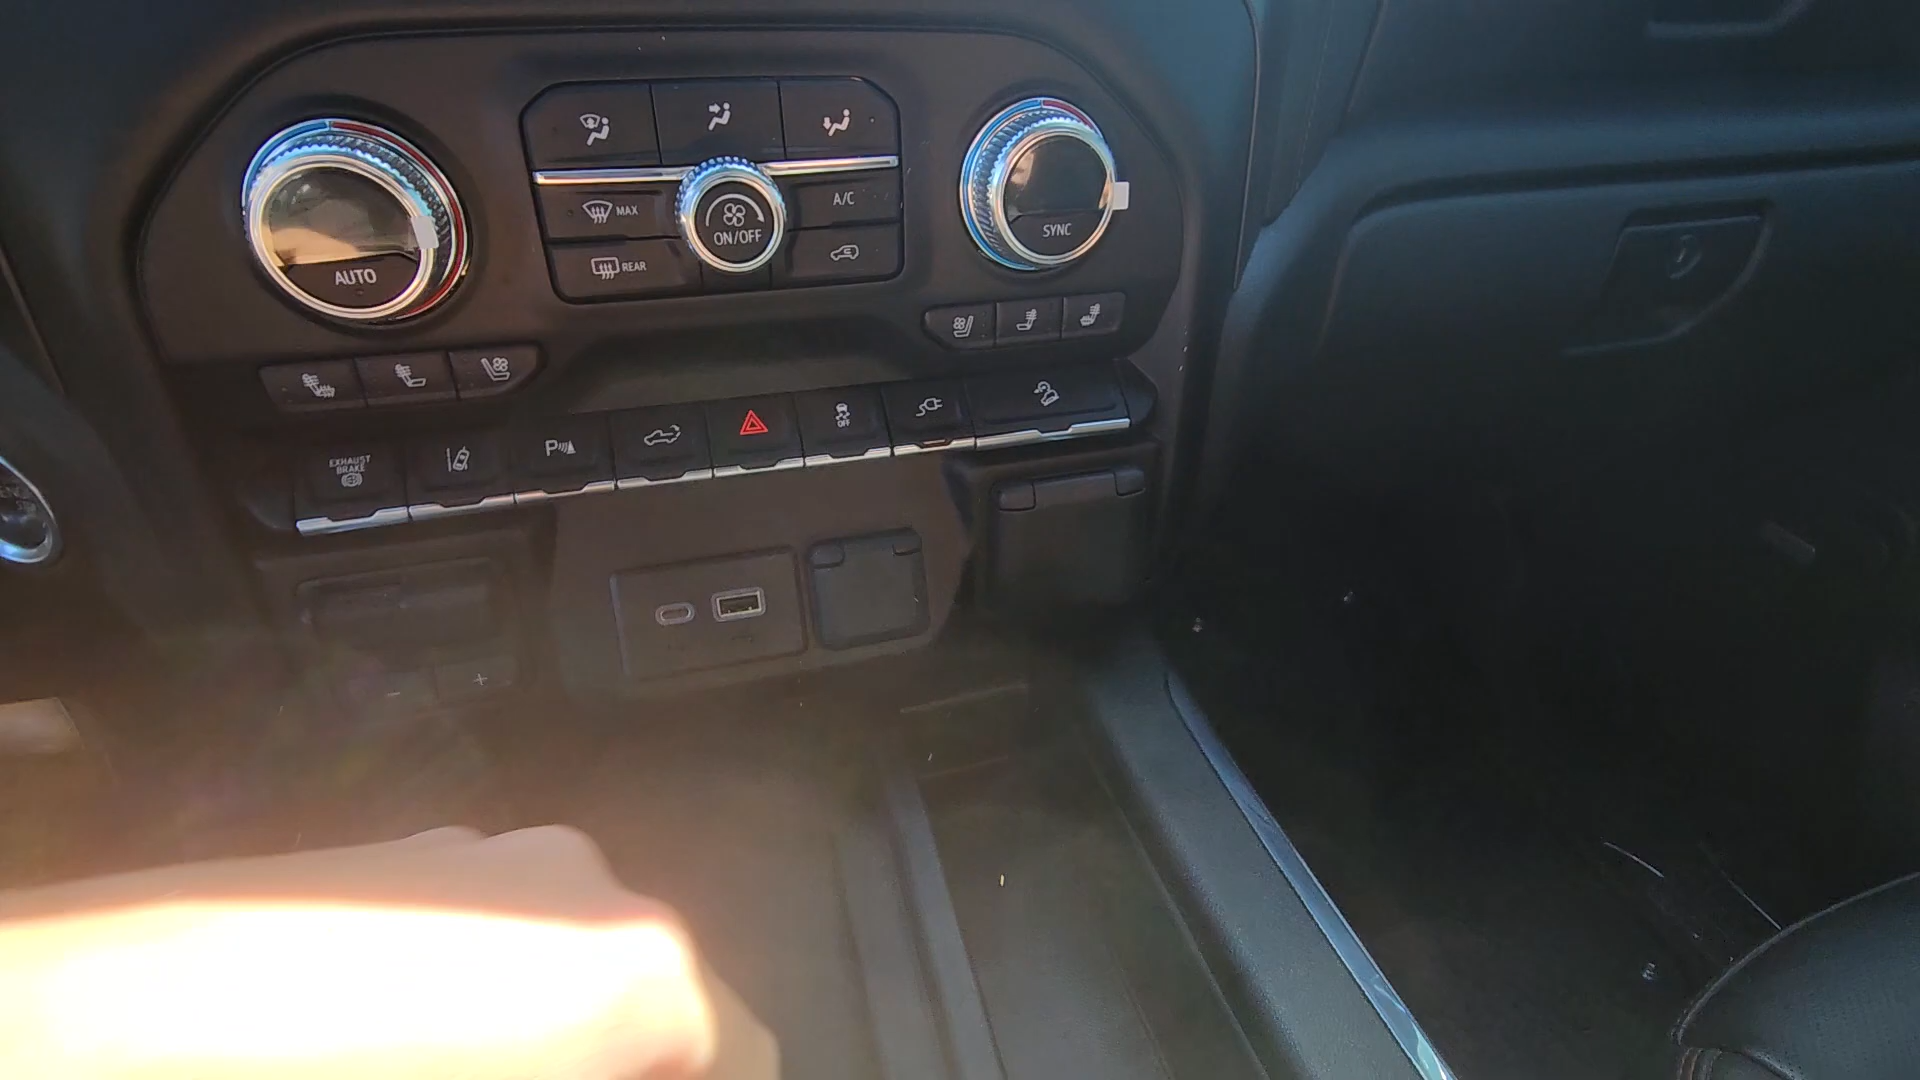 MAX
A/C
ON/OFF
SYNC
REAR
AUTO
OFF
P
EXHAUST
BRAKE
- +